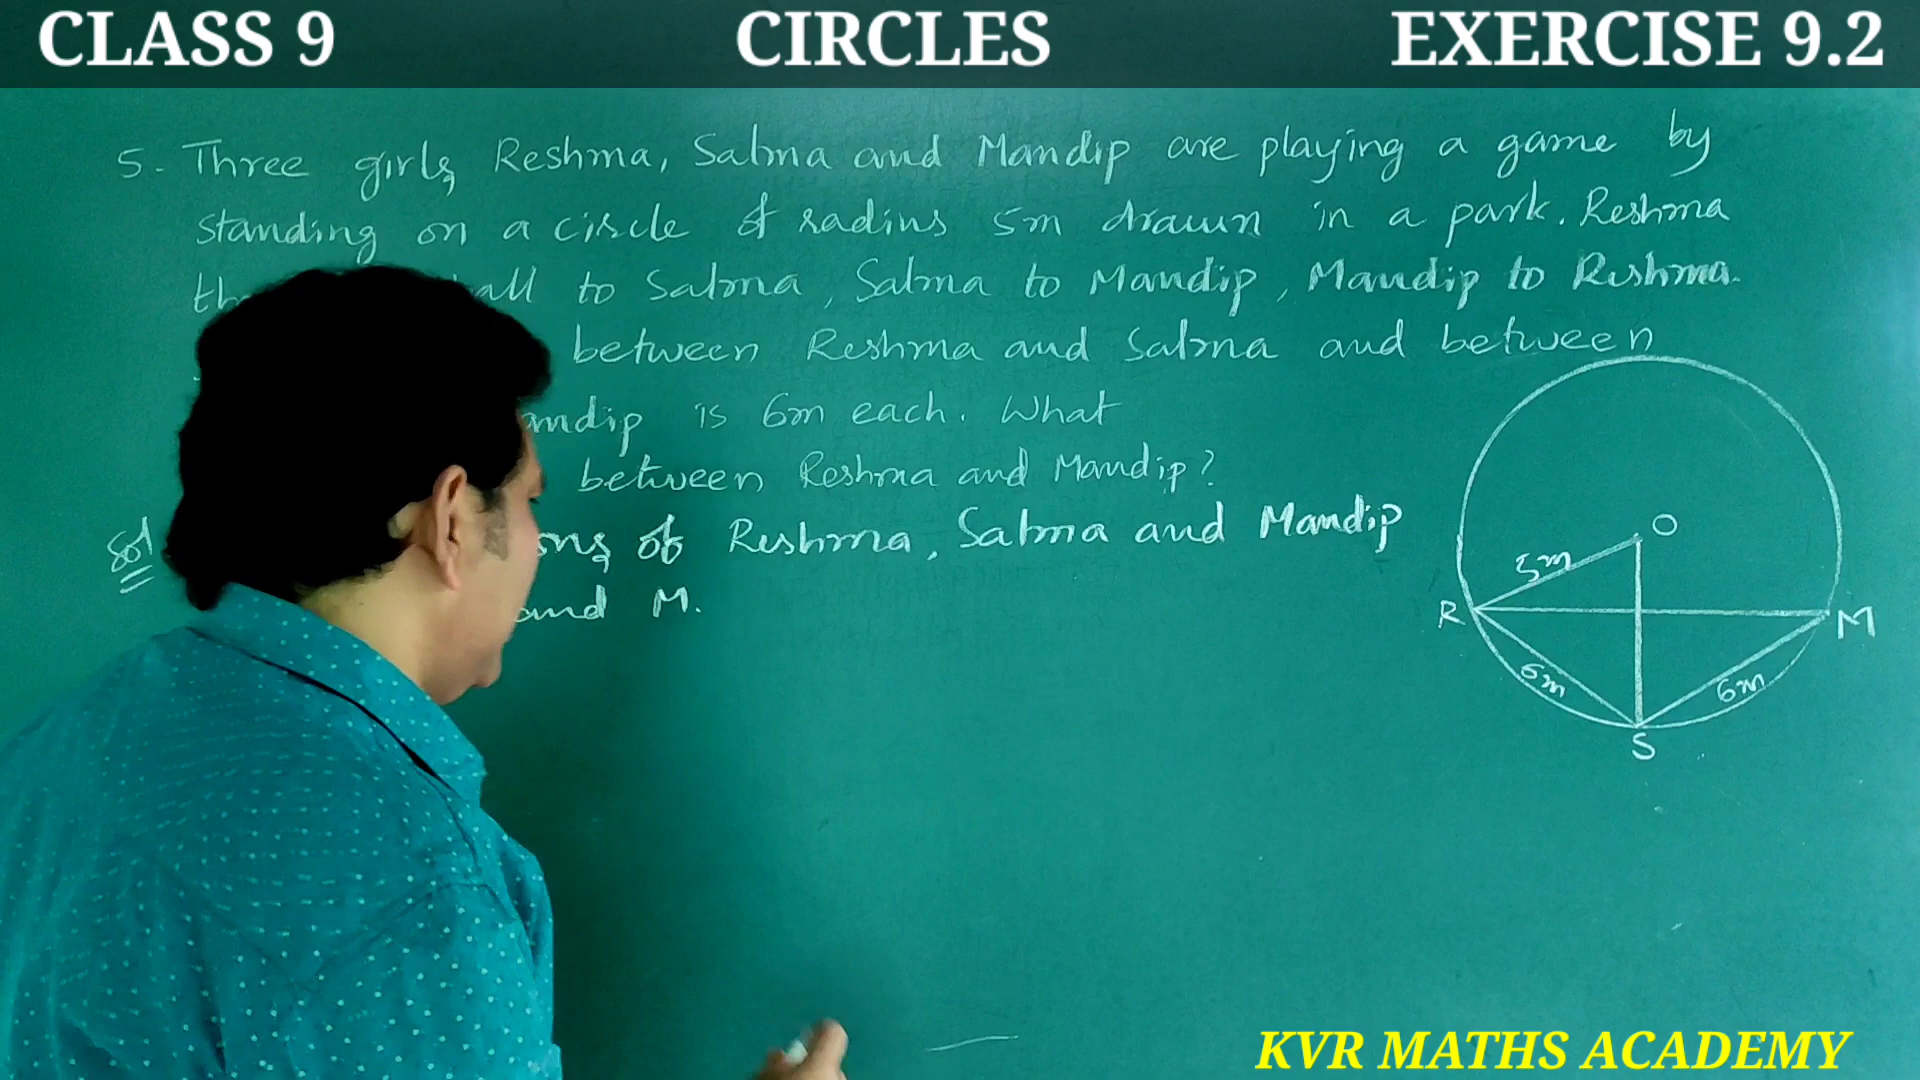 CLASS 9 CIRCLES EXERCISE 9.2
5. Three girls, Reshma, Salma and Mandip are playing a game by
standing on a circle of radius 5m drawn in a park. Reshma
all to Salma, Salma to Mandip, Mandip to Reshma.
between Reshma and Salma and between
andip is 6m each. What
between Reshma and Mandip?
Sol ons of Reshma, Salma and Mandip
and M.
O
5m
R
M
6m
6m
S
KVR MATHS ACADEMY